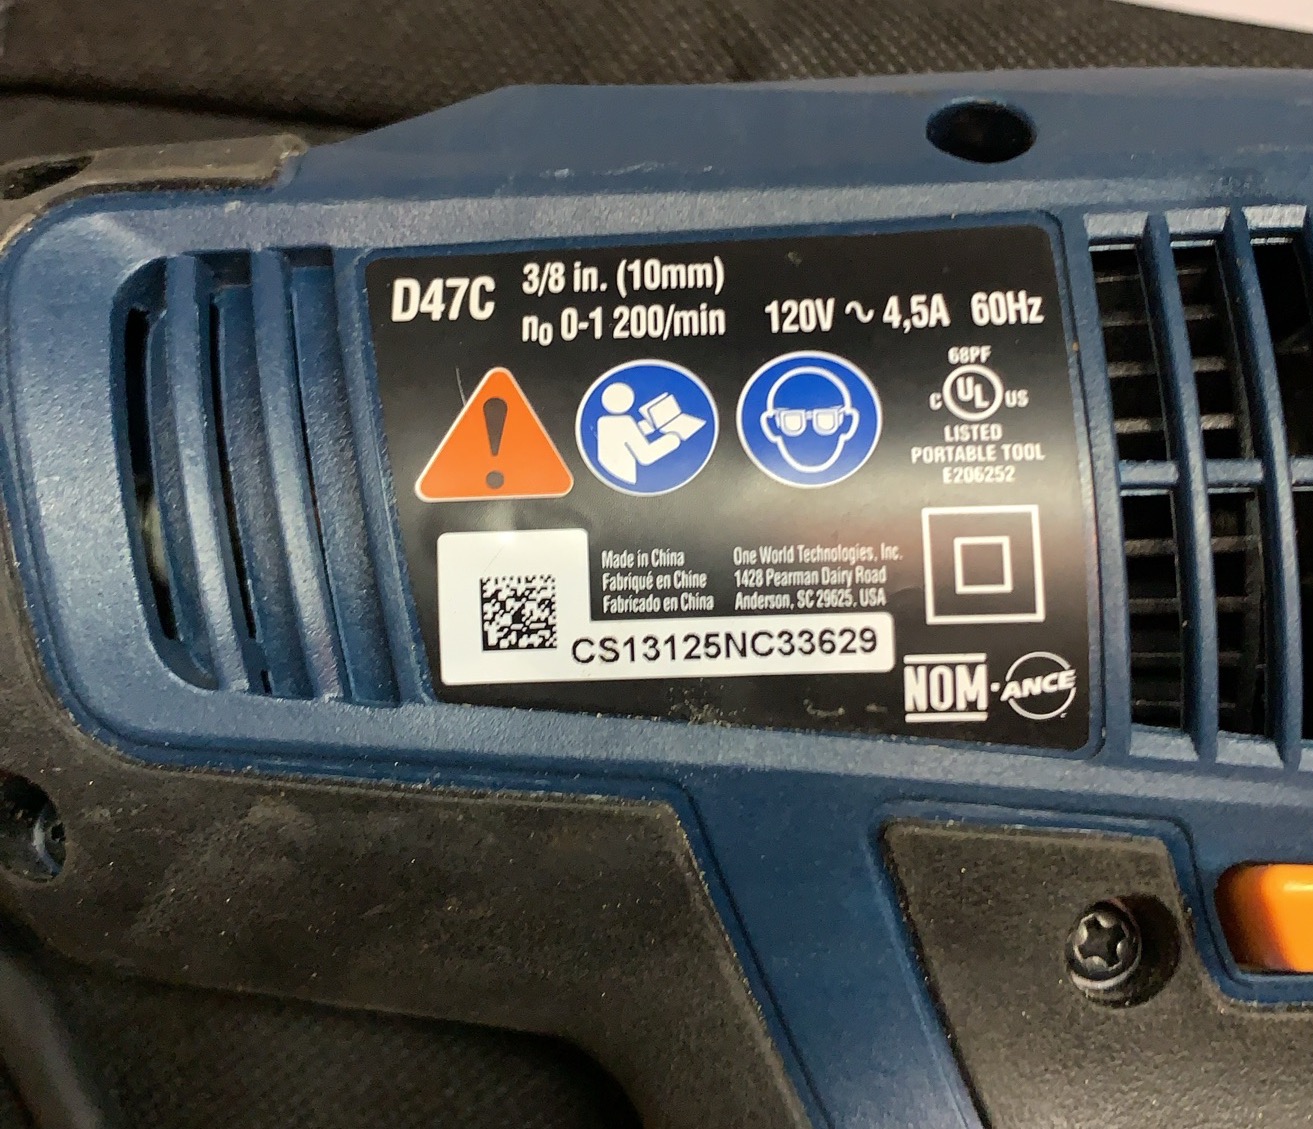 D47C
3/8 in. (10mm)
n₀ 0-1 200/min
120V ~ 4,5A 60Hz
68PF
C UL US
LISTED
PORTABLE TOOL
E206252
Made in China
Fabriqué en Chine
Fabricado en China
One World Technologies, Inc.
1428 Pearman Dairy Road
Anderson, SC 29625, USA
CS13125NC33629
NOM-ANCE